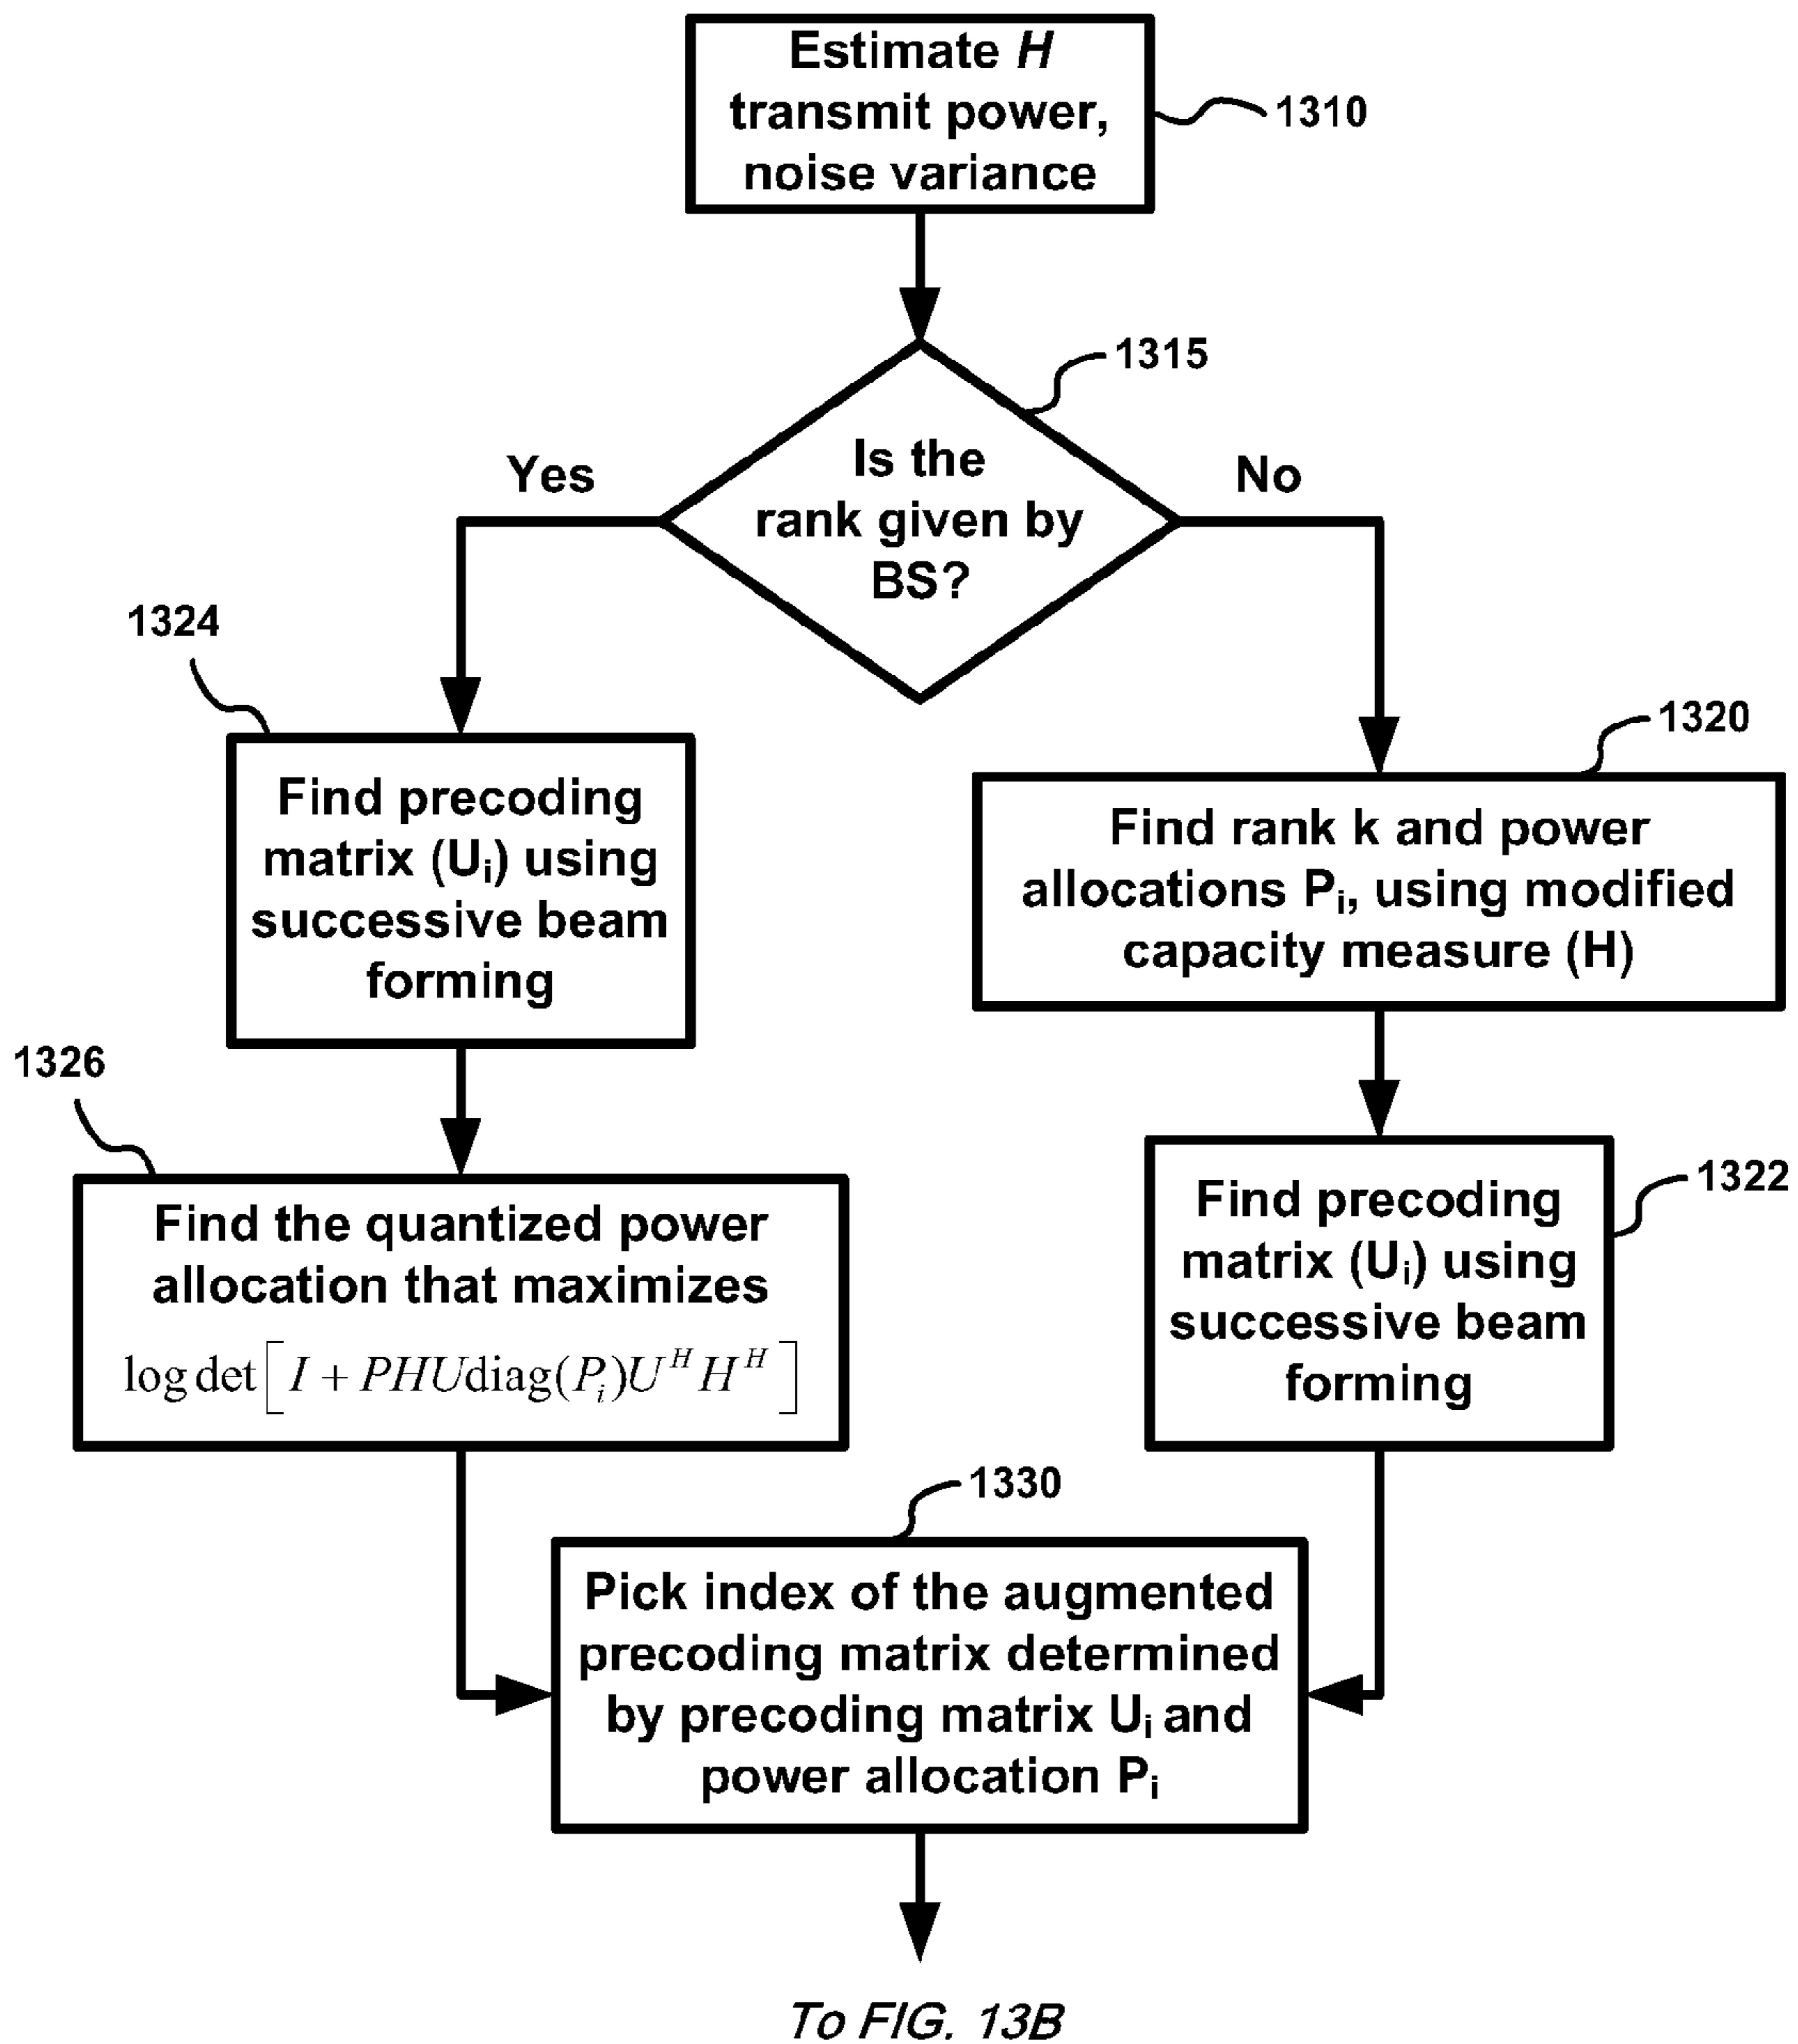 Estimate H
transmit power,
noise variance
1310
1315
Is the
rank given by
BS?
Yes
No
1324
Find precoding
matrix (Uᵢ) using
successive beam
forming
1320
Find rank k and power
allocations Pᵢ, using modified
capacity measure (H)
1326
Find the quantized power
allocation that maximizes
log det[I + PHUdiag(Pᵢ)Uᴴ Hᴴ]
1322
Find precoding
matrix (Uᵢ) using
successive beam
forming
1330
Pick index of the augmented
precoding matrix determined
by precoding matrix Uᵢ and
power allocation Pᵢ
To FIG. 13B